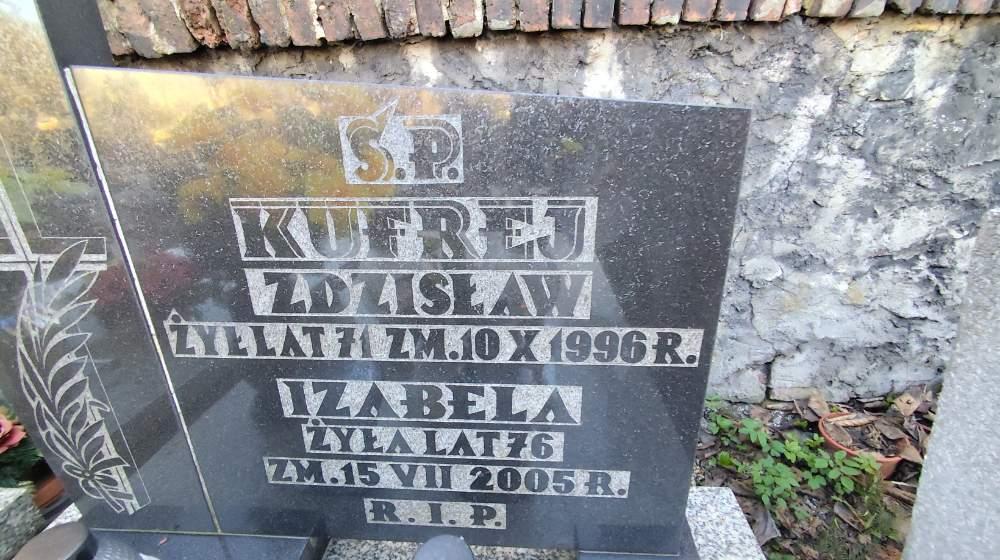 Ś.P.
KUFREJ
ZDZISŁAW
ŻYŁ LAT 71 ZM. 10 X 1996 R.
IZABELA
ŻYŁA LAT 76
ZM. 15 VII 2005 R.
R. I. P.